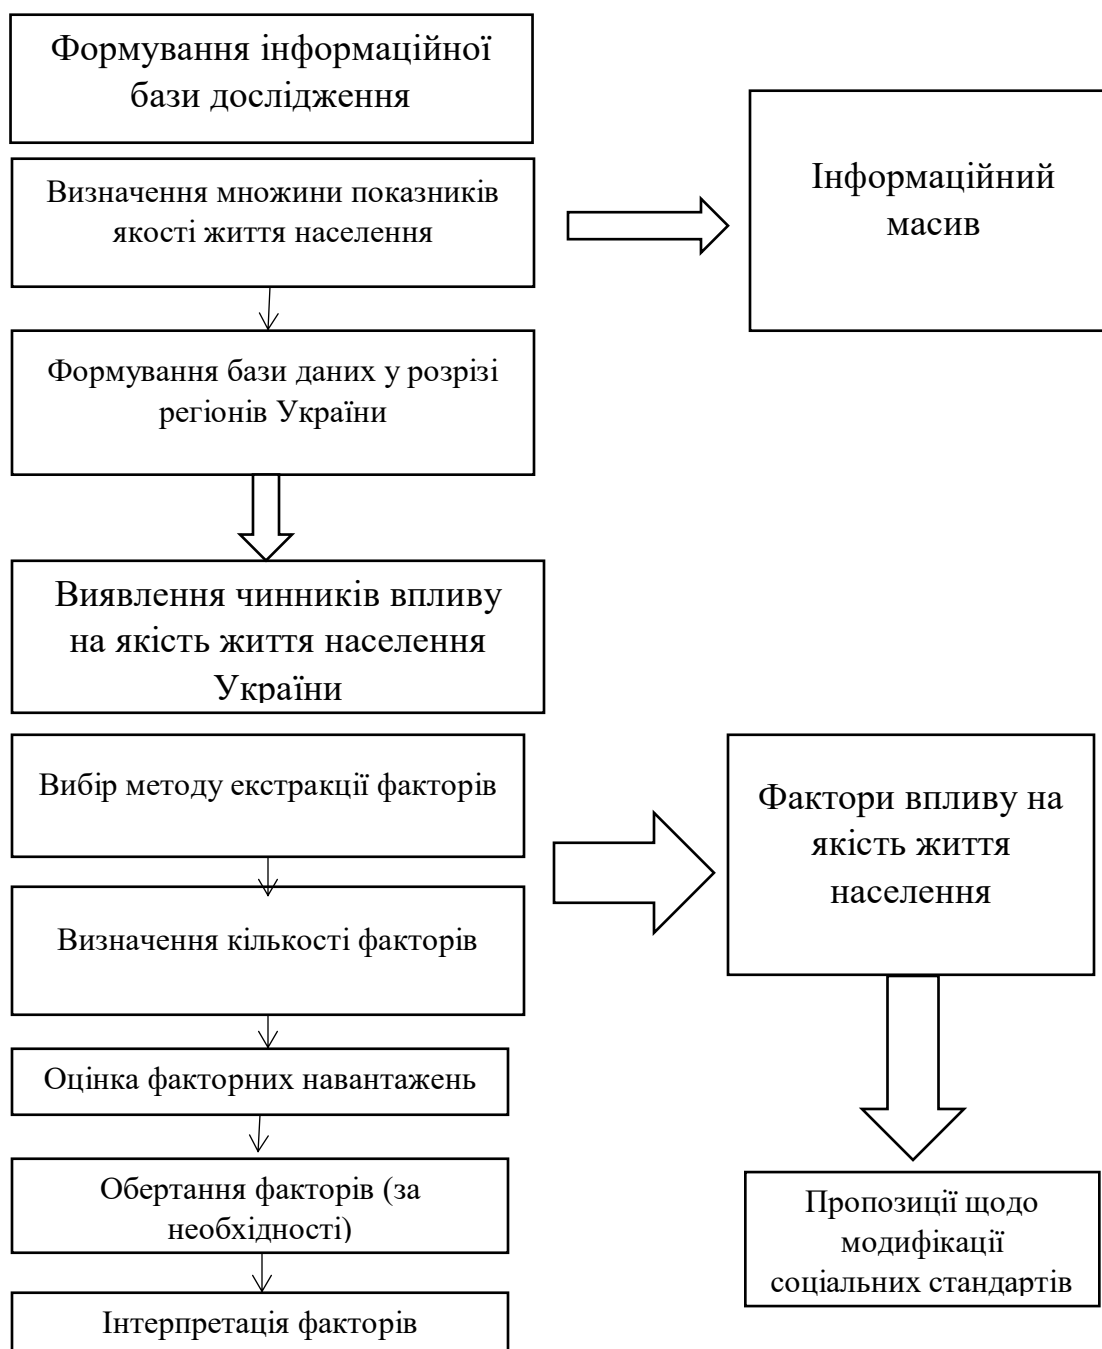 Формування інформаційної
бази дослідження
Визначення множини показників
якості життя населення
Інформаційний
масив
Формування бази даних у розрізі
регіонів України
Виявлення чинників впливу
на якість життя населення
України
Вибір методу екстракції факторів
Визначення кількості факторів
Фактори впливу на
якість життя
населення
Оцінка факторних навантажень
Обертання факторів (за
необхідності)
Інтерпретація факторів
Пропозиції щодо
модифікації
соціальних стандартів